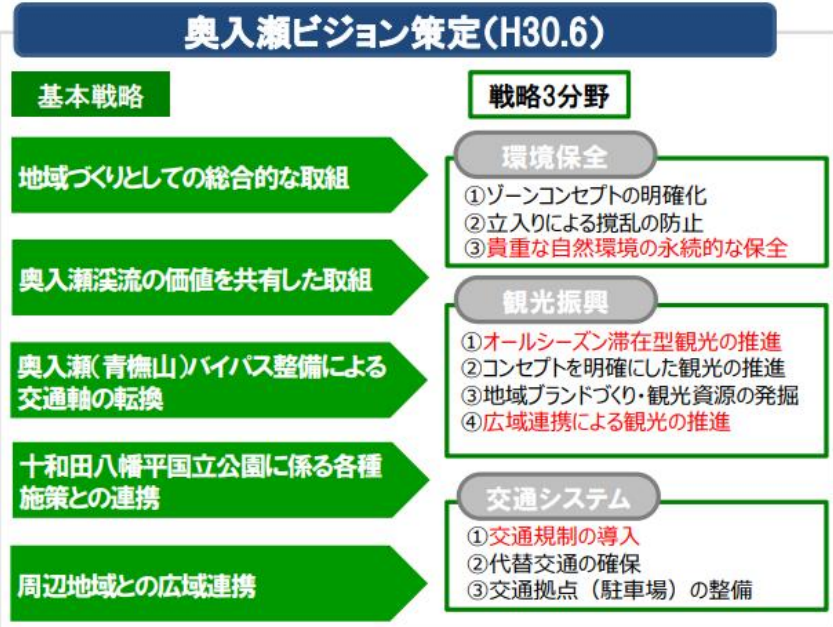 奥入瀬ビジョン策定(H30.6)
基本戦略
地域づくりとしての総合的な取組
奥入瀬渓流の価値を共有した取組
奥入瀬(青橅山)バイパス整備による
交通軸の転換
十和田八幡平国立公園に係る各種
施策との連携
周辺地域との広域連携
戦略3分野
環境保全
①ゾーンコンセプトの明確化
②立入りによる撹乱の防止
③貴重な自然環境の永続的な保全
観光振興
①オールシーズン滞在型観光の推進
②コンセプトを明確にした観光の推進
③地域ブランドづくり・観光資源の発掘
④広域連携による観光の推進
交通システム
①交通規制の導入
②代替交通の確保
③交通拠点（駐車場）の整備